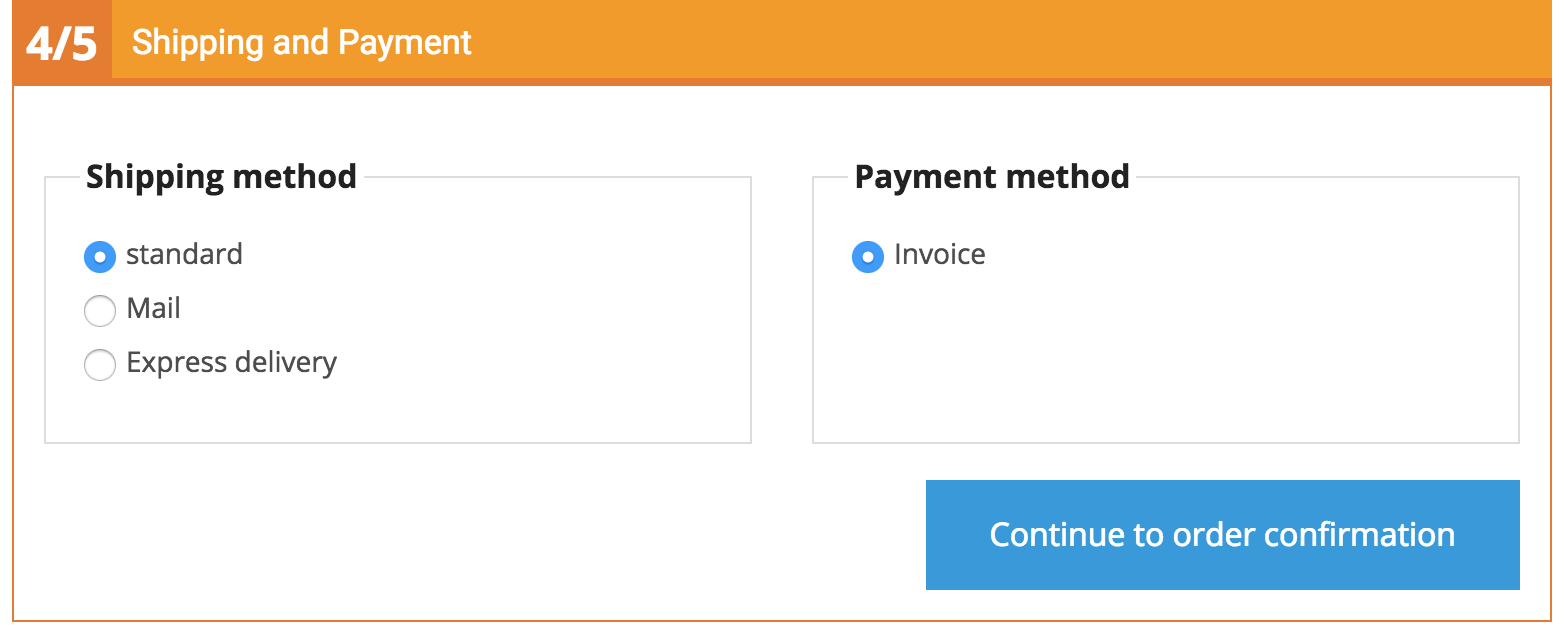 4/5 Shipping and Payment
Shipping method
standard
Mail
Express delivery
Payment method
Invoice
Continue to order confirmation